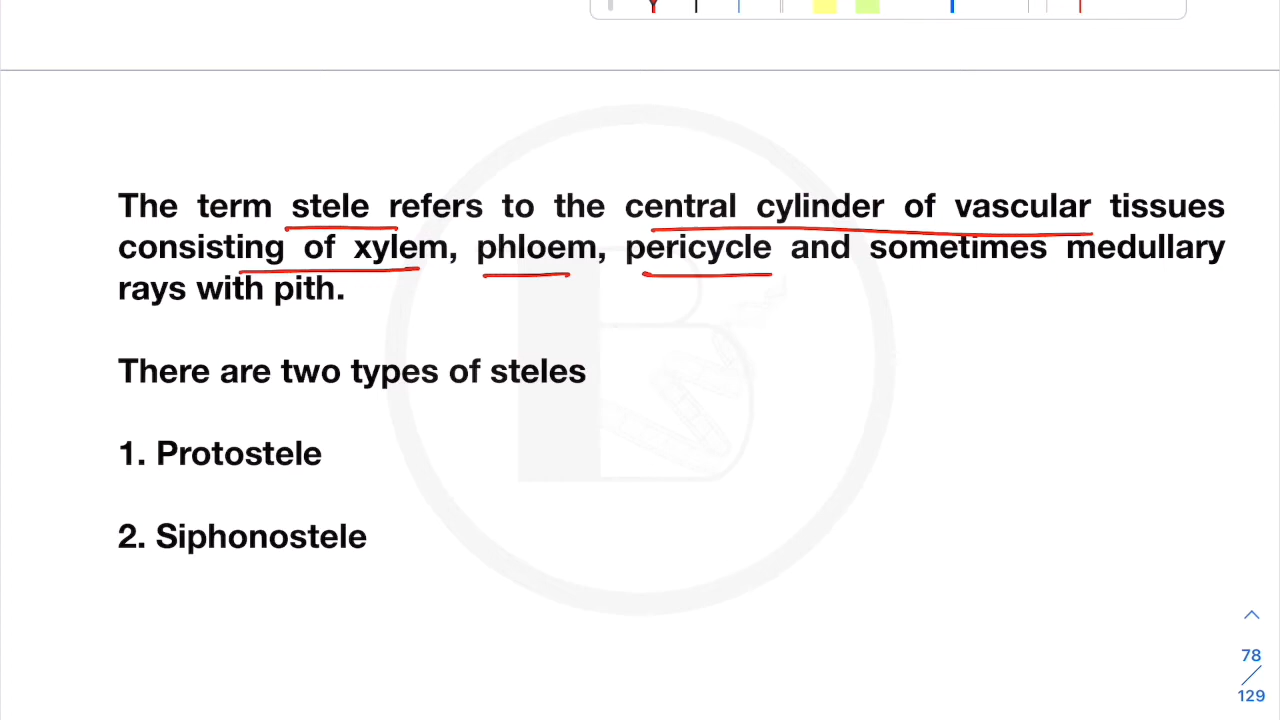 The term stele refers to the central cylinder of vascular tissues
consisting of xylem, phloem, pericycle and sometimes medullary
rays with pith.
There are two types of steles
1. Protostele
2. Siphonostele
78
129